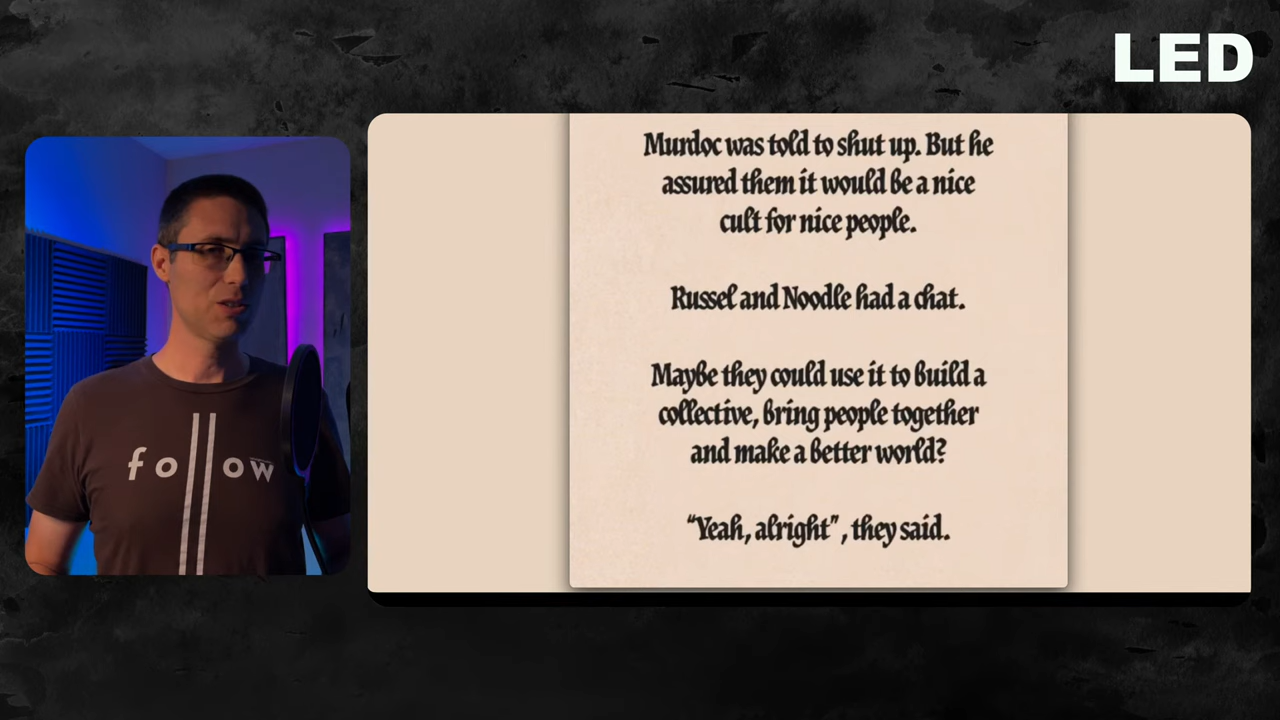 LED
Murdoc was told to shut up. But he
assured them it would be a nice
cult for nice people.
Russel and Noodle had a chat.
Maybe they could use it to build a
collective, bring people together
and make a better world?
“Yeah, alright” , they said.
follow